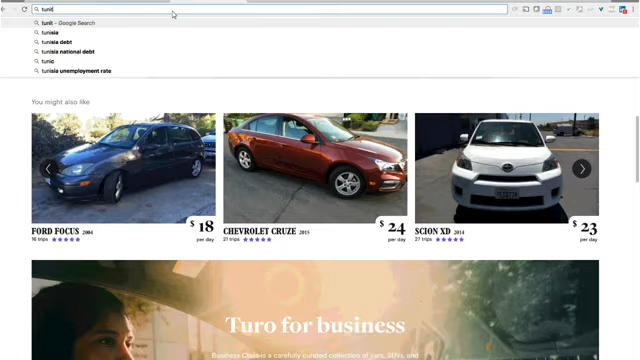 tunit
tunit – Google Search
tunisia
tunisia debt
tunisia national debt
tunic
tunisia unemployment rate
You might also like
FORD FOCUS 2004
16 trips
$18
per day
CHEVROLET CRUZE 2015
21 trips
$24
per day
SCION XD 2014
27 trips
$23
per day
Turo for business
Business Class is a carefully curated collection of cars, SUVs, and